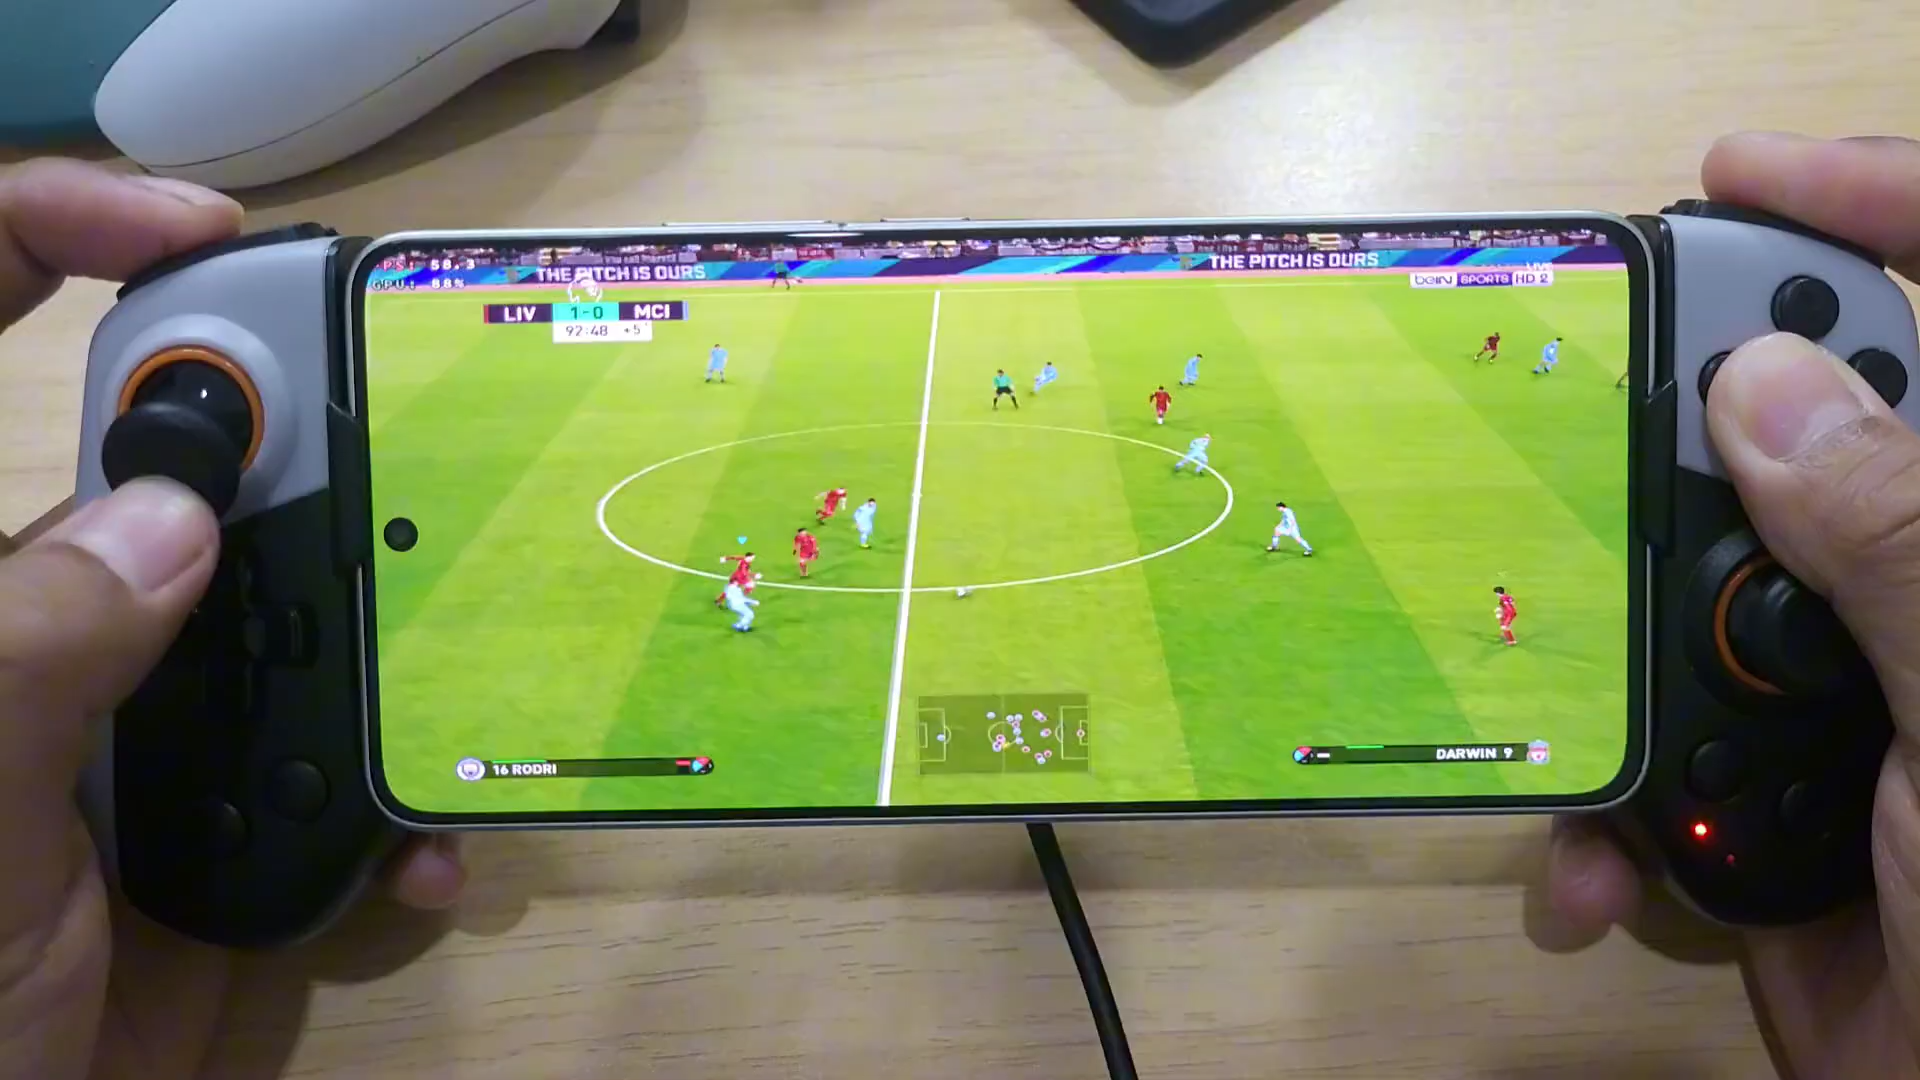 FPS: 58.3
GPU: 88%
THE PITCH IS OURS
THE PITCH IS OURS
LIVE
beIN SPORTS HD 2
LIV 1-0 MCI
92:48 +5'
16 RODRI
DARWIN 9